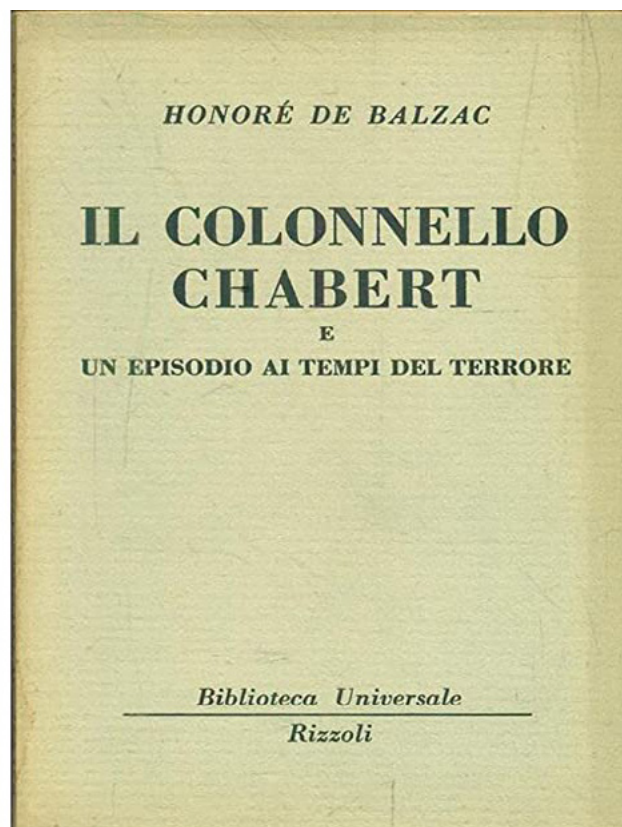 HONORÉ DE BALZAC
IL COLONNELLO
CHABERT
E
UN EPISODIO AI TEMPI DEL TERRORE
Biblioteca Universale
Rizzoli